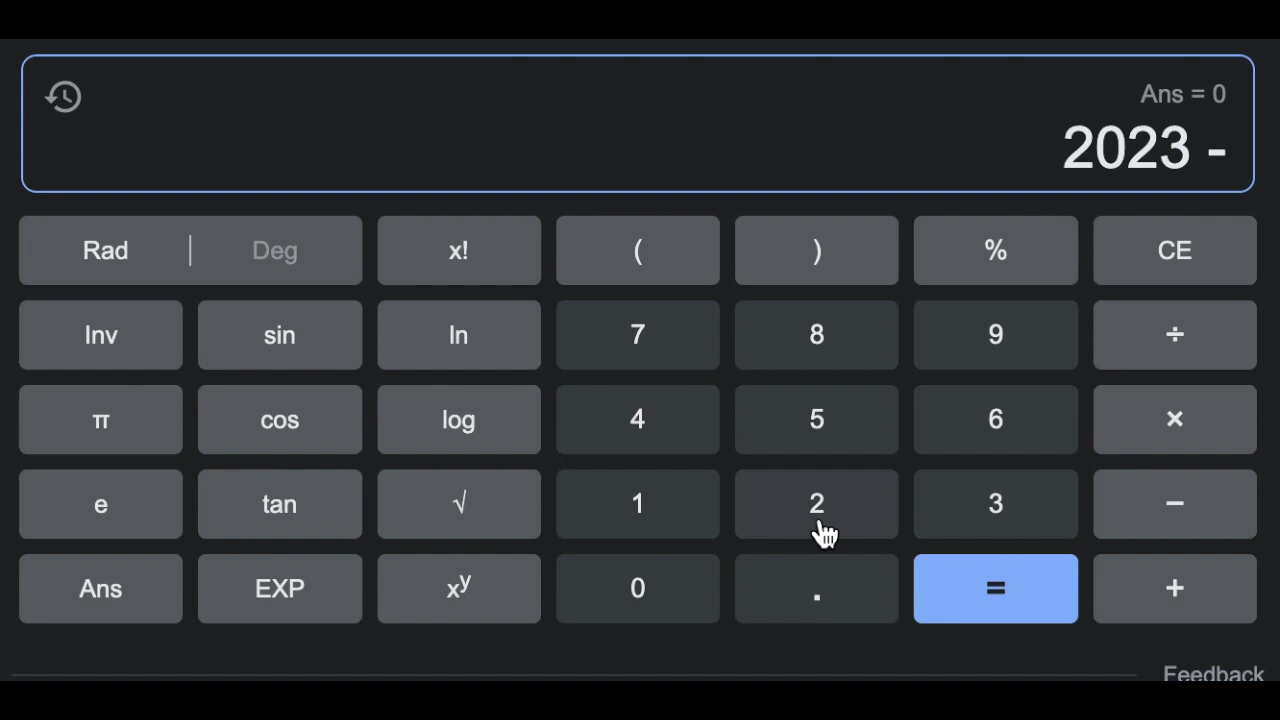 Ans = 0
2023 -
Rad | Deg x! ( ) % CE
Inv sin ln 7 8 9 ÷
π cos log 4 5 6 ×
e tan √ 1 2 3 −
Ans EXP xʸ 0 . = +
Feedback